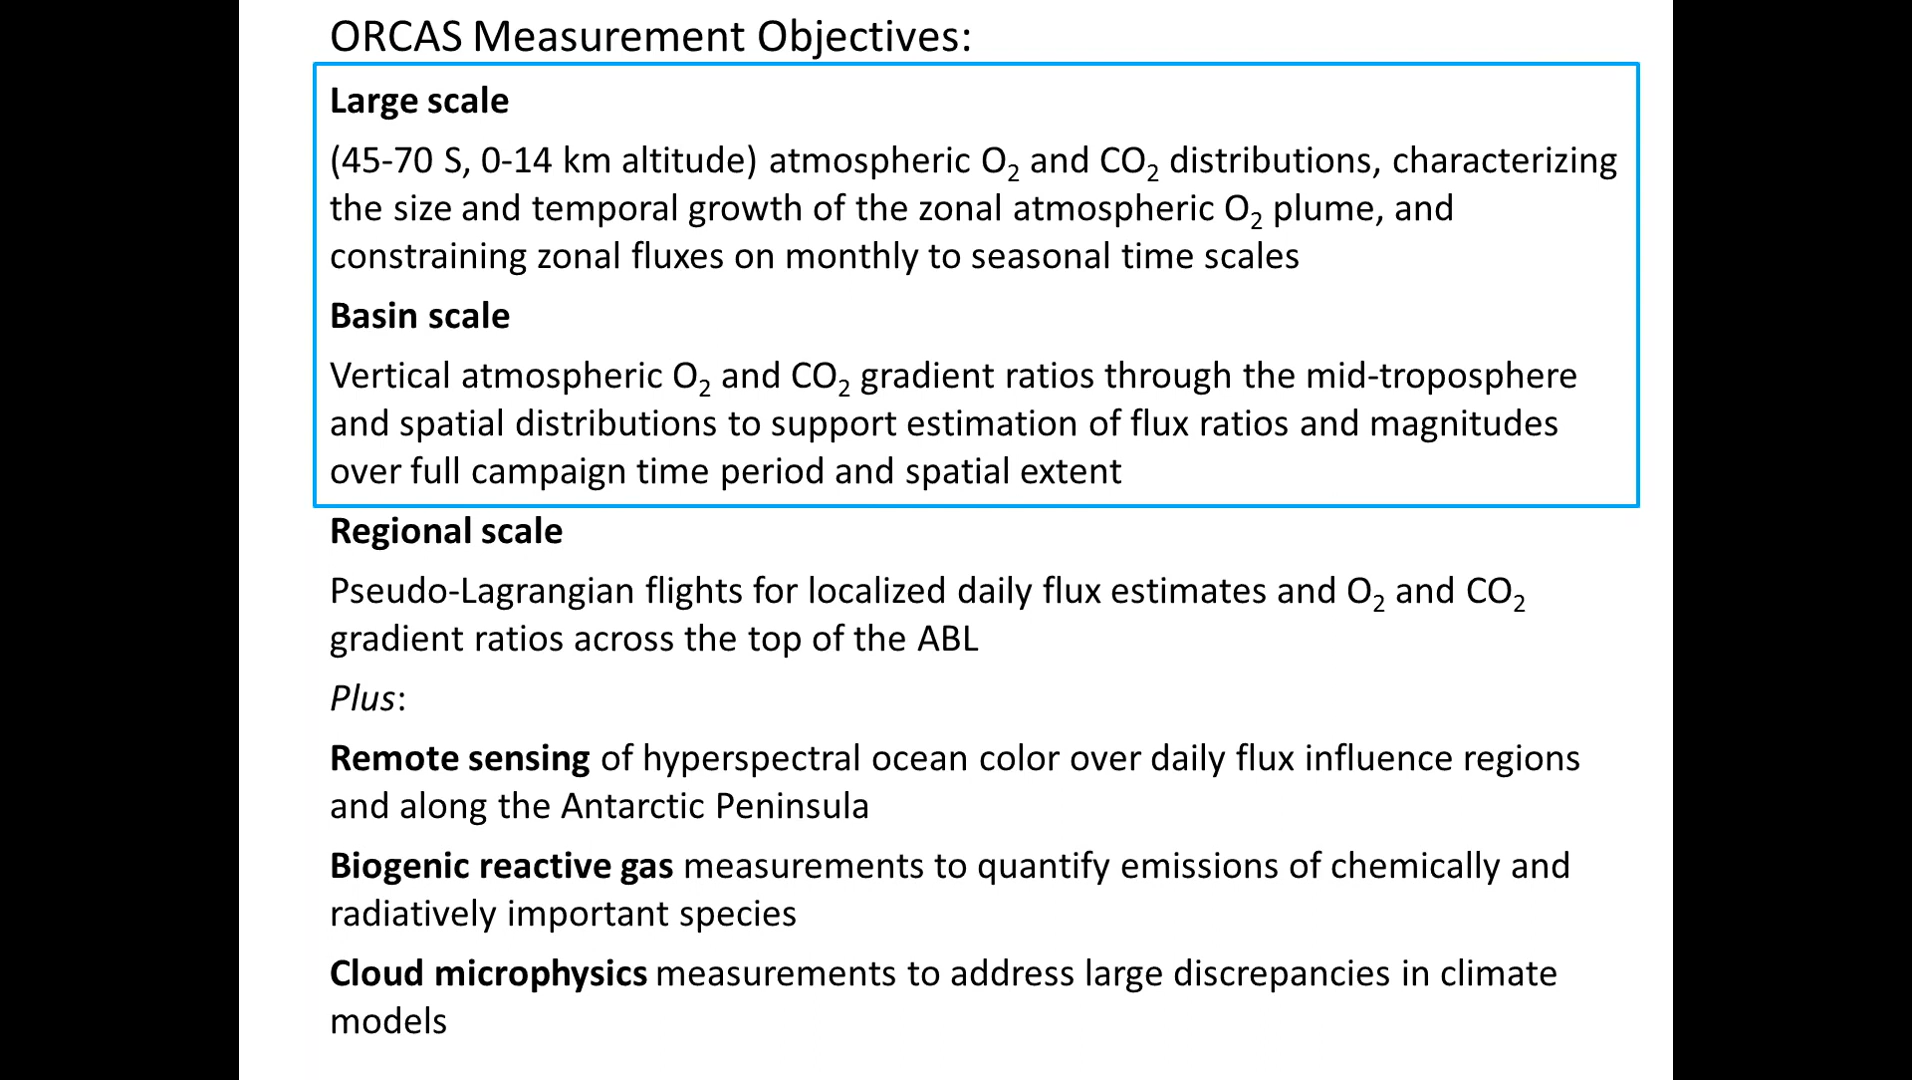 ORCAS Measurement Objectives:
Large scale
(45-70 S, 0-14 km altitude) atmospheric O₂ and CO₂ distributions, characterizing
the size and temporal growth of the zonal atmospheric O₂ plume, and
constraining zonal fluxes on monthly to seasonal time scales
Basin scale
Vertical atmospheric O₂ and CO₂ gradient ratios through the mid-troposphere
and spatial distributions to support estimation of flux ratios and magnitudes
over full campaign time period and spatial extent
Regional scale
Pseudo-Lagrangian flights for localized daily flux estimates and O₂ and CO₂
gradient ratios across the top of the ABL
Plus:
Remote sensing of hyperspectral ocean color over daily flux influence regions
and along the Antarctic Peninsula
Biogenic reactive gas measurements to quantify emissions of chemically and
radiatively important species
Cloud microphysics measurements to address large discrepancies in climate
models